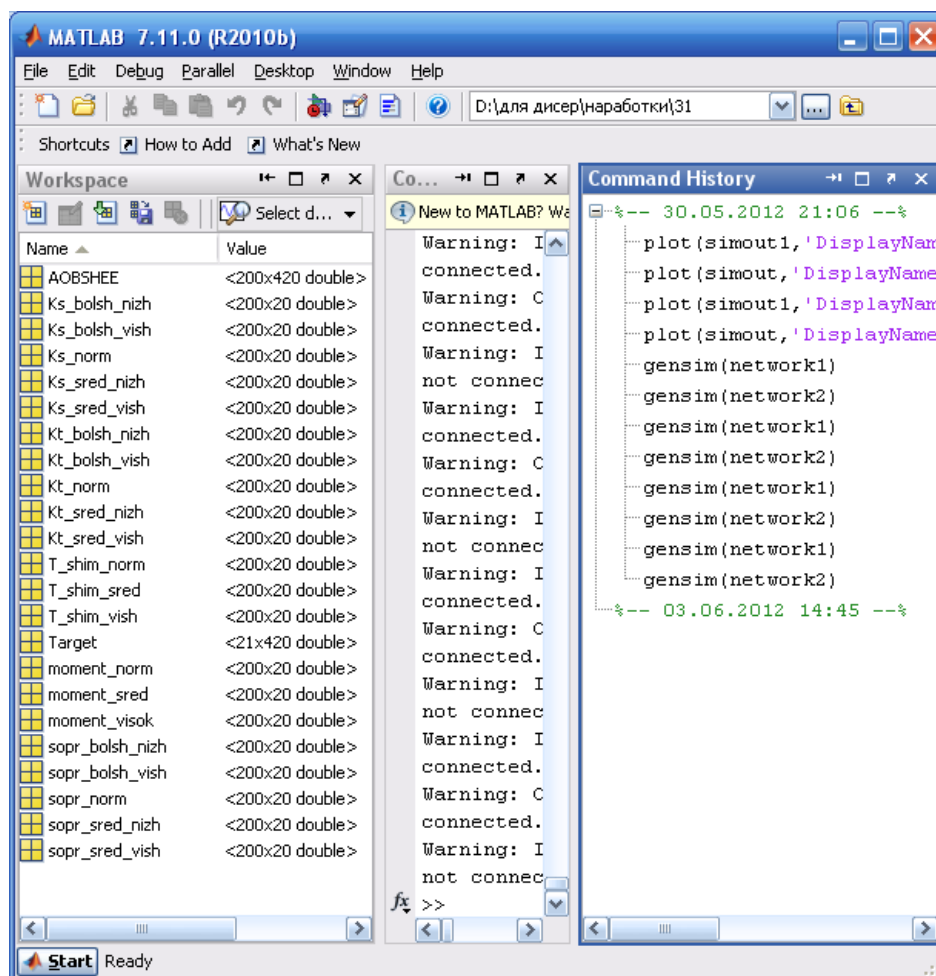 MATLAB 7.11.0 (R2010b)
File Edit Debug Parallel Desktop Window Help
D:\для дисер\наработки\31
Shortcuts How to Add What's New
Workspace
Select d...
Name Value
AOBSHEE <200x420 double>
Ks_bolsh_nizh <200x20 double>
Ks_bolsh_vish <200x20 double>
Ks_norm <200x20 double>
Ks_sred_nizh <200x20 double>
Ks_sred_vish <200x20 double>
Kt_bolsh_nizh <200x20 double>
Kt_bolsh_vish <200x20 double>
Kt_norm <200x20 double>
Kt_sred_nizh <200x20 double>
Kt_sred_vish <200x20 double>
T_shim_norm <200x20 double>
T_shim_sred <200x20 double>
T_shim_vish <200x20 double>
Target <21x420 double>
moment_norm <200x20 double>
moment_sred <200x20 double>
moment_visok <200x20 double>
sopr_bolsh_nizh <200x20 double>
sopr_bolsh_vish <200x20 double>
sopr_norm <200x20 double>
sopr_sred_nizh <200x20 double>
sopr_sred_vish <200x20 double>
Co...
New to MATLAB? Wa
Warning: I
connected.
Warning: O
connected.
Warning: I
not connec
Warning: I
connected.
Warning: O
connected.
Warning: I
not connec
Warning: I
connected.
Warning: O
connected.
Warning: I
not connec
Warning: I
connected.
Warning: O
connected.
Warning: I
not connec
fx >>
Command History
%-- 30.05.2012 21:06 --%
plot(simout1,'DisplayNam
plot(simout,'DisplayName
plot(simout1,'DisplayNam
plot(simout,'DisplayName
gensim(network1)
gensim(network2)
gensim(network1)
gensim(network2)
gensim(network1)
gensim(network2)
gensim(network1)
gensim(network2)
%-- 03.06.2012 14:45 --%
Start Ready